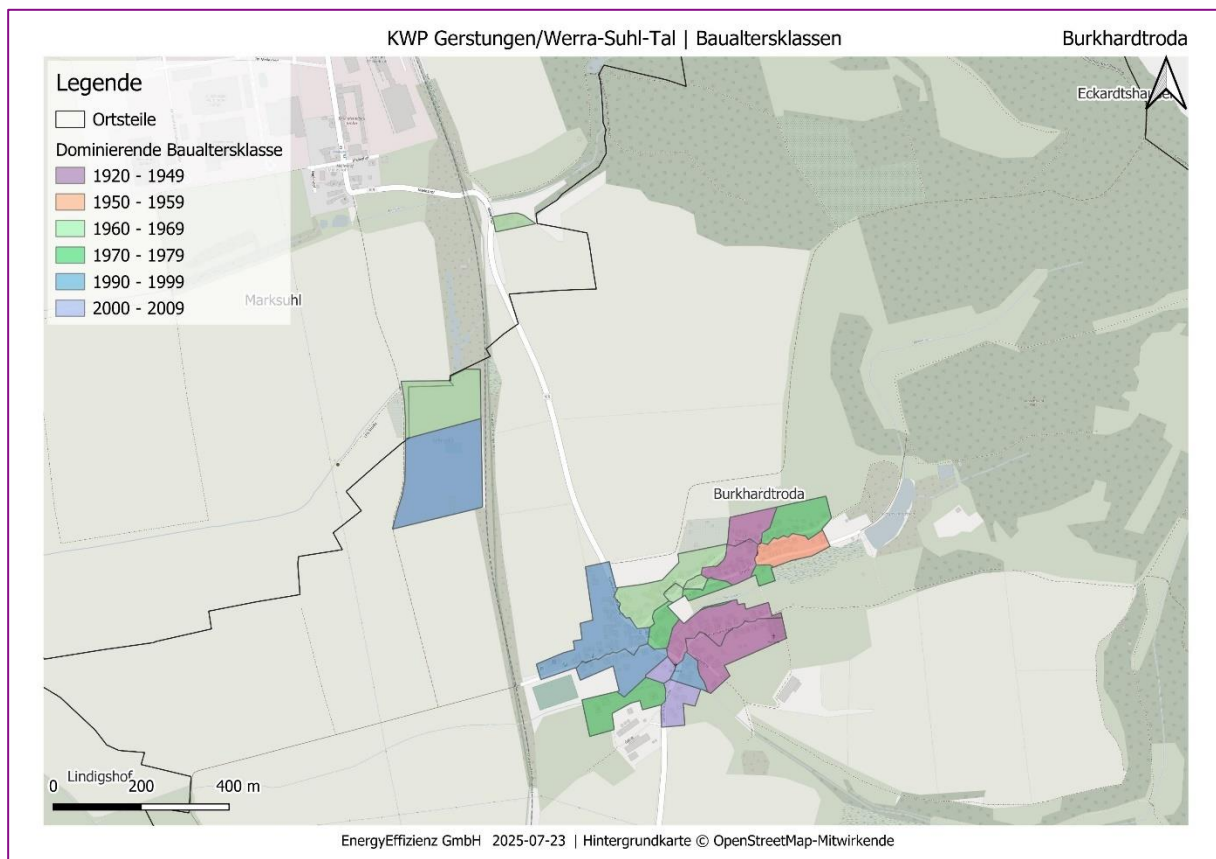 KWP Gerstungen/Werra-Suhl-Tal | Baualtersklassen
Burkhardtroda
Legende
Ortsteile
Dominierende Baualtersklasse
1920 - 1949
1950 - 1959
1960 - 1969
1970 - 1979
1990 - 1999
2000 - 2009
Marksuhl
Burkhardtroda
Lindigshof
0 200 400 m
EnergyEffizienz GmbH 2025-07-23 | Hintergrundkarte © OpenStreetMap-Mitwirkende